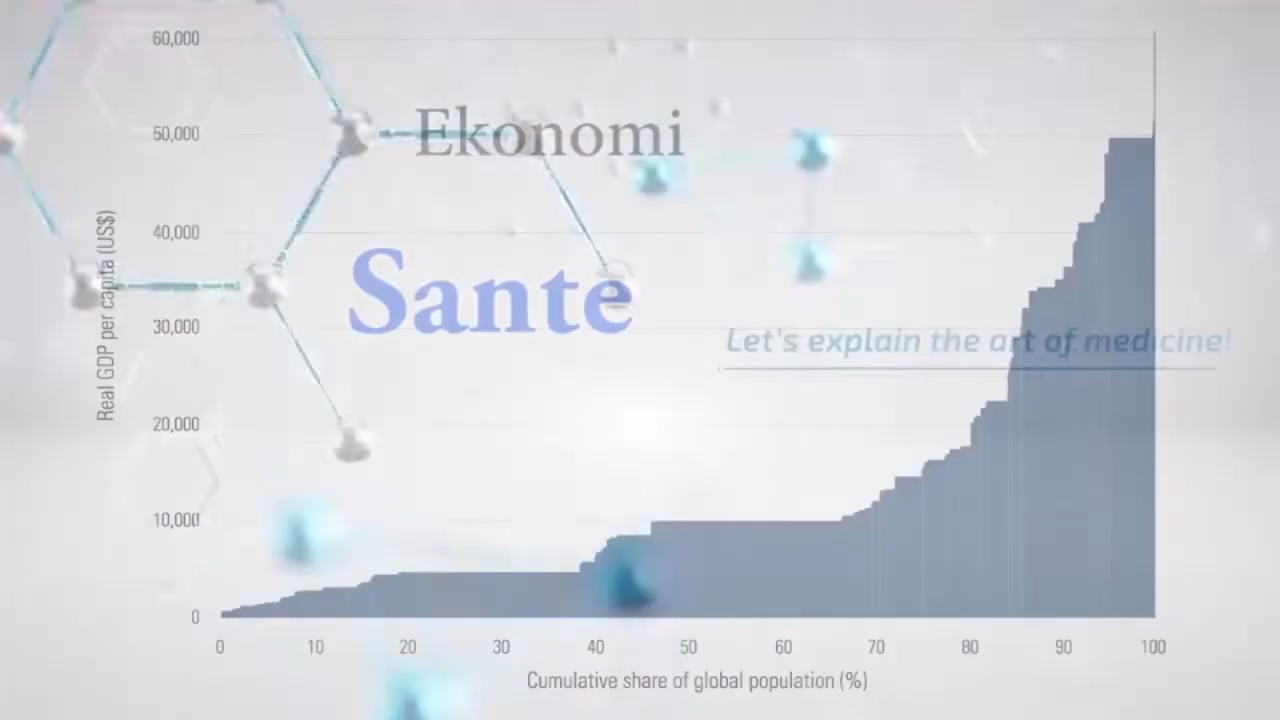 60,000
Ekonomi
50,000
40,000
Sante
30,000
Let's explain the art of medicine!
20,000
10,000
0
Real GDP per capita (US$)
0 10 20 30 40 50 60 70 80 90 100
Cumulative share of global population (%)